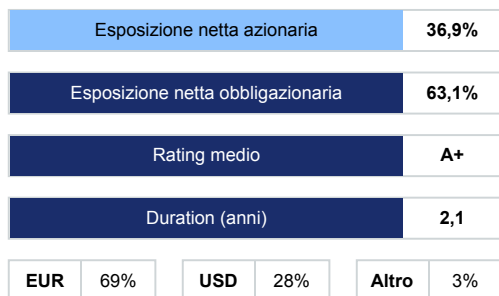 Esposizione netta azionaria 36,9%
Esposizione netta obbligazionaria 63,1%
Rating medio A+
Duration (anni) 2,1
EUR 69% USD 28% Altro 3%